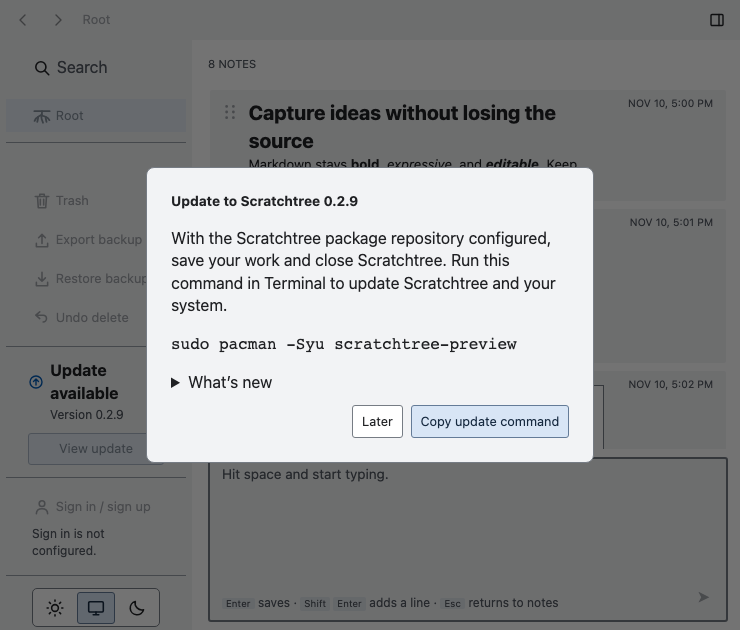 Root
Search
Root
Trash
Export backup
Restore backup
Undo delete
Update
available
Version 0.2.9
View update
Sign in / sign up
Sign in is not
configured.
8 NOTES
Capture ideas without losing the
source
NOV 10, 5:00 PM
Markdown stays bold, expressive, and editable. Keep
NOV 10, 5:01 PM
NOV 10, 5:02 PM
Update to Scratchtree 0.2.9
With the Scratchtree package repository configured,
save your work and close Scratchtree. Run this
command in Terminal to update Scratchtree and your
system.
sudo pacman -Syu scratchtree-preview
What's new
Later
Copy update command
Hit space and start typing.
Enter saves · Shift Enter adds a line · Esc returns to notes